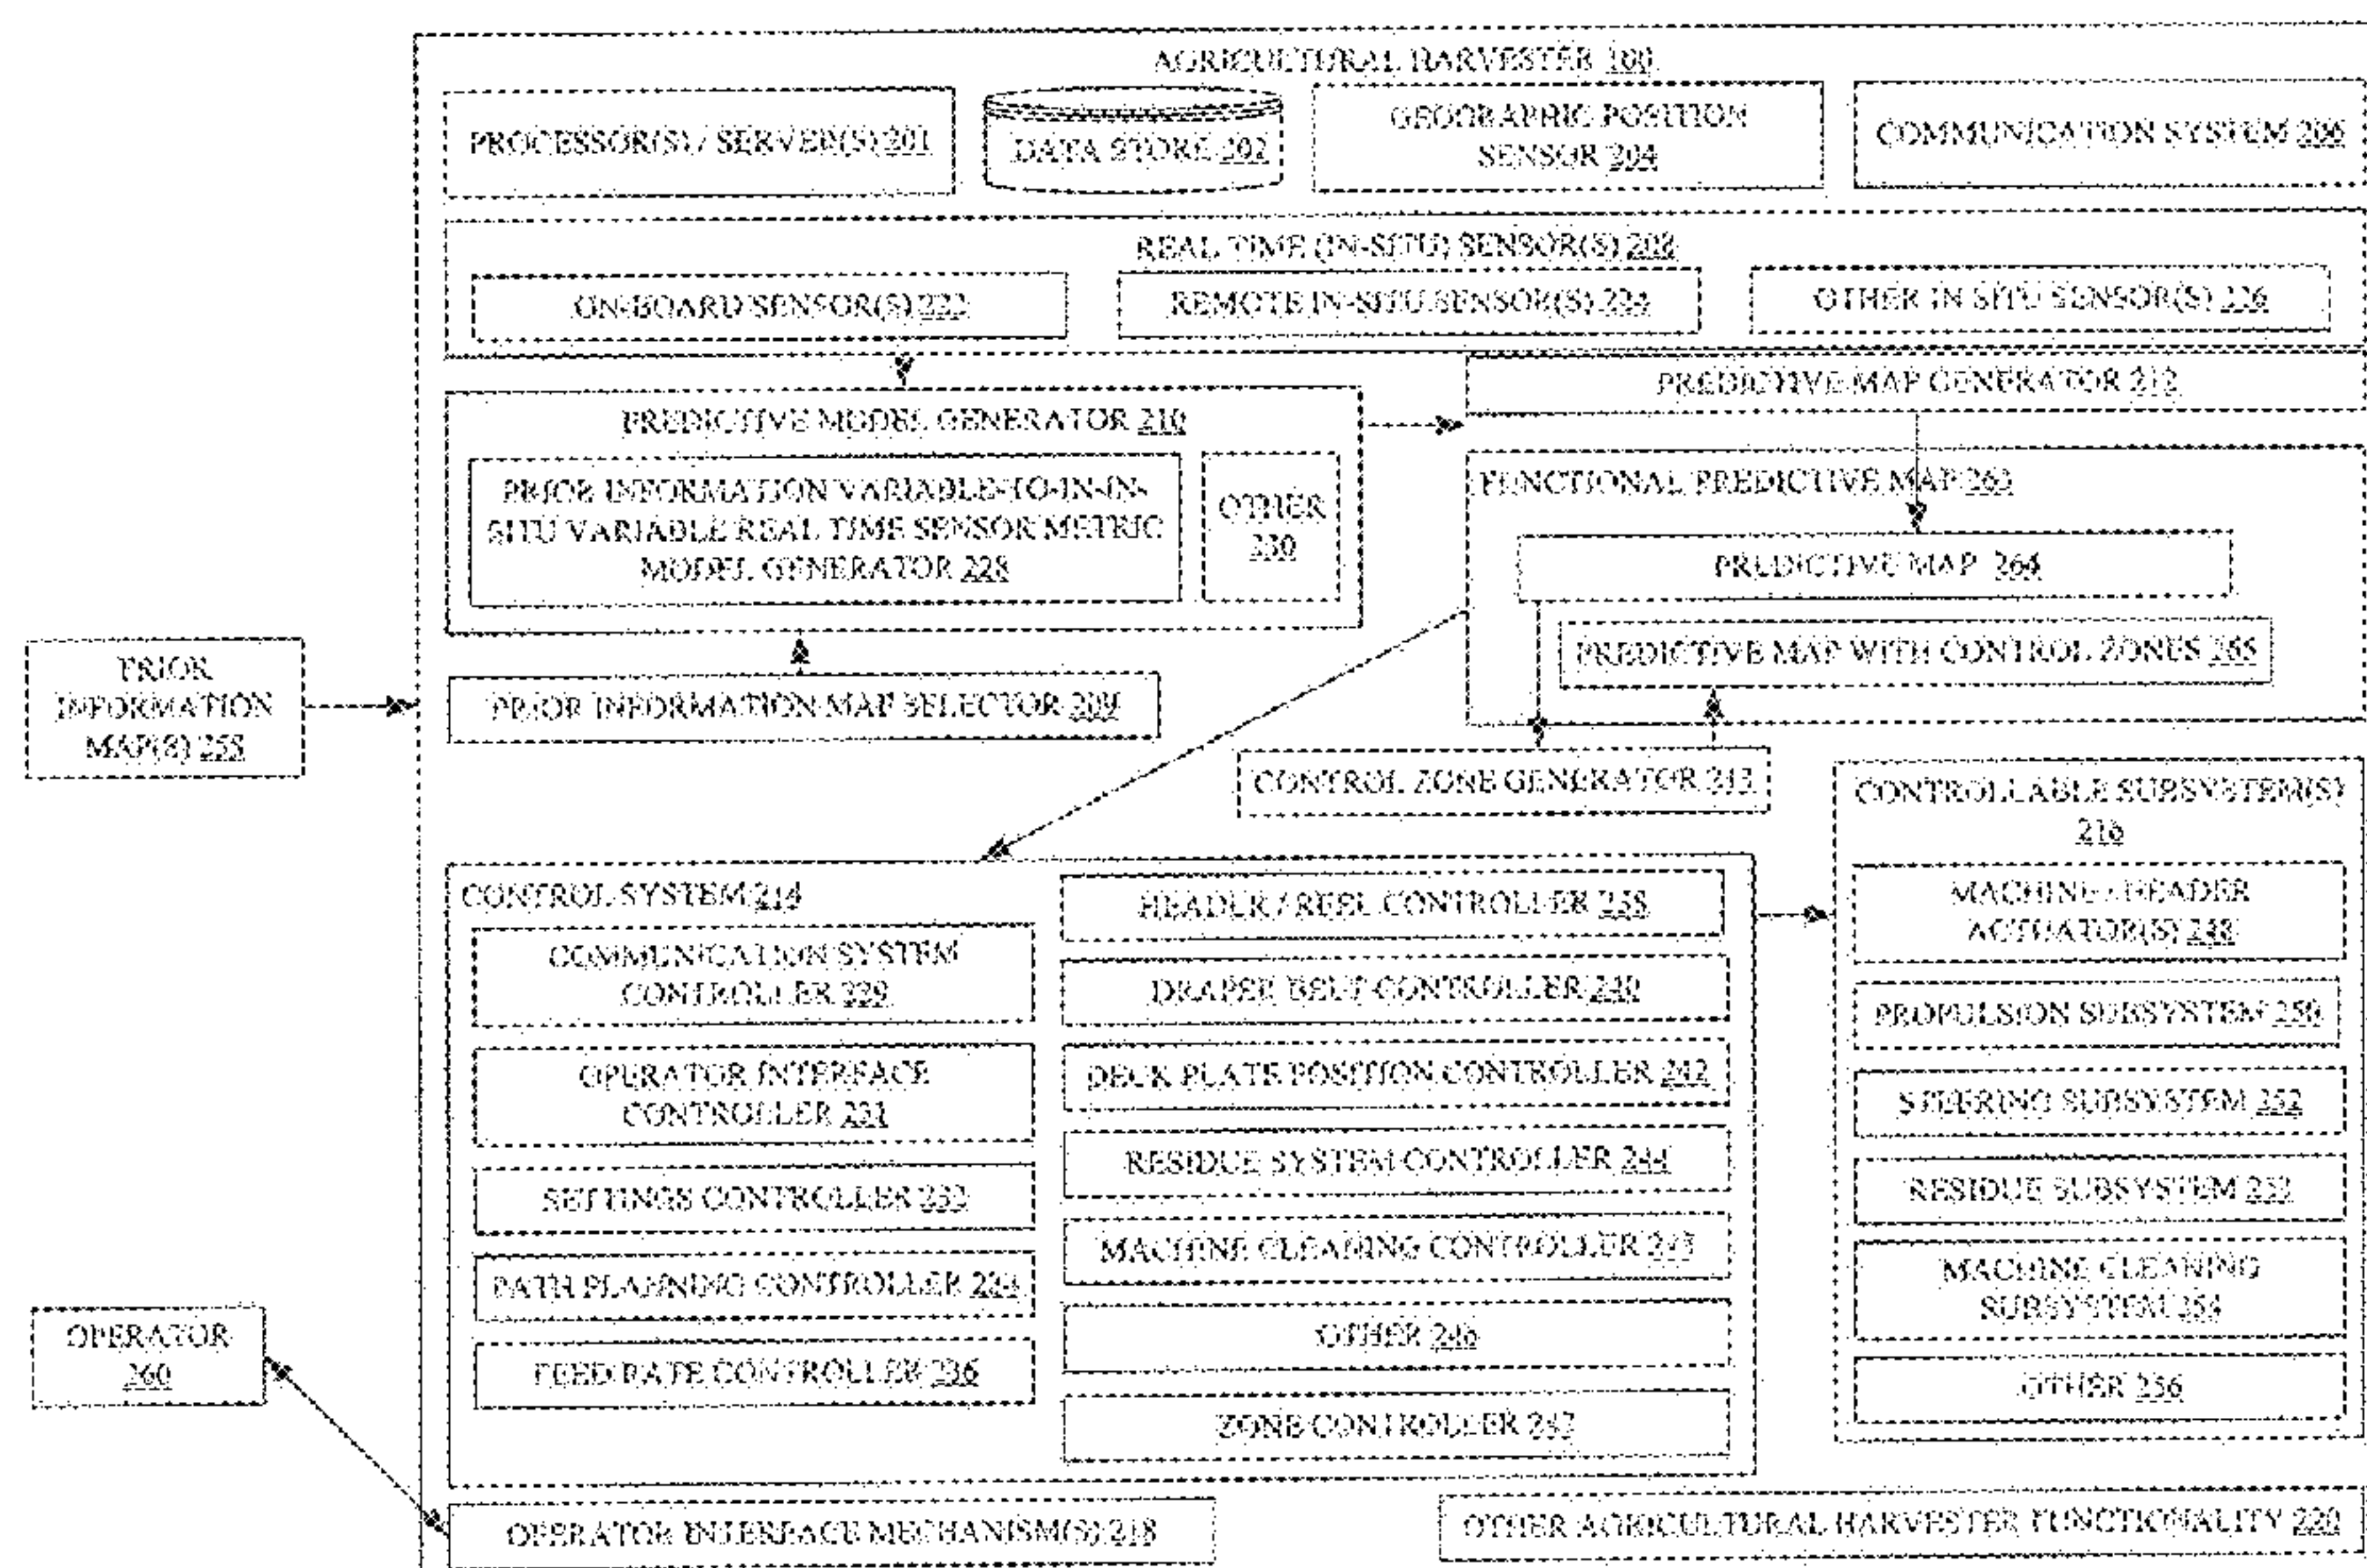 AGRICULTURAL HARVESTER 100
PROCESSOR(S) / SERVER(S) 201
DATA STORE 202
GEOGRAPHIC POSITION
SENSOR 204
COMMUNICATION SYSTEM 206
REAL TIME (IN-SITU) SENSOR(S) 208
ON-BOARD SENSOR(S) 222
REMOTE IN-SITU SENSOR(S) 224
OTHER IN SITU SENSOR(S) 226
PREDICTIVE MODEL GENERATOR 210
PRIOR INFORMATION VARIABLE-TO-IN-IN-
SITU VARIABLE REAL TIME SENSOR METRIC
MODEL GENERATOR 228
OTHER
230
PREDICTIVE MAP GENERATOR 212
FUNCTIONAL PREDICTIVE MAP 263
PREDICTIVE MAP 264
PREDICTIVE MAP WITH CONTROL ZONES 265
PRIOR
INFORMATION
MAP(S) 258
PRIOR INFORMATION MAP SELECTOR 209
CONTROL ZONE GENERATOR 213
CONTROL SYSTEM 214
COMMUNICATION SYSTEM
CONTROLLER 229
OPERATOR INTERFACE
CONTROLLER 231
SETTINGS CONTROLLER 232
PATH PLANNING CONTROLLER 234
FEED RATE CONTROLLER 236
HEADER / REEL CONTROLLER 238
DRAPER BELT CONTROLLER 240
DECK PLATE POSITION CONTROLLER 242
RESIDUE SYSTEM CONTROLLER 244
MACHINE CLEANING CONTROLLER 245
OTHER 246
ZONE CONTROLLER 247
CONTROLLABLE SUBSYSTEM(S)
216
MACHINE / HEADER
ACTUATOR(S) 248
PROPULSION SUBSYSTEM 250
STEERING SUBSYSTEM 252
RESIDUE SUBSYSTEM
MACHINE CLEANING
SUBSYSTEM 254
OTHER 256
OPERATOR
260
OPERATOR INTERFACE MECHANISM(S) 218
OTHER AGRICULTURAL HARVESTER FUNCTIONALITY 220